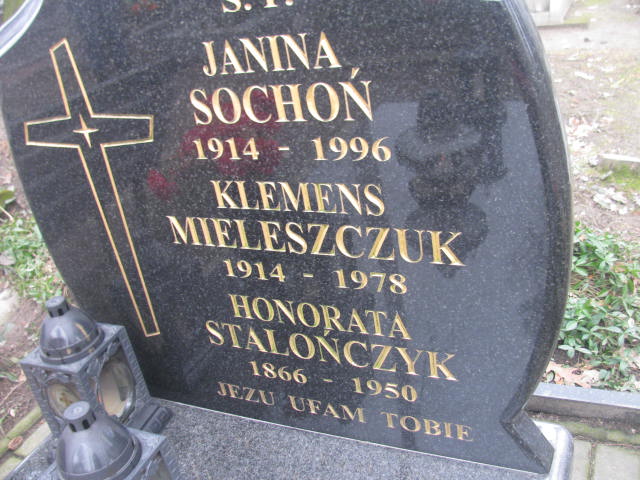 Ś. P.
JANINA
SOCHOŃ
1914 - 1996
KLEMENS
MIELESZCZUK
1914 - 1978
HONORATA
STALOŃCZYK
1866 - 1950
JEZU UFAM TOBIE